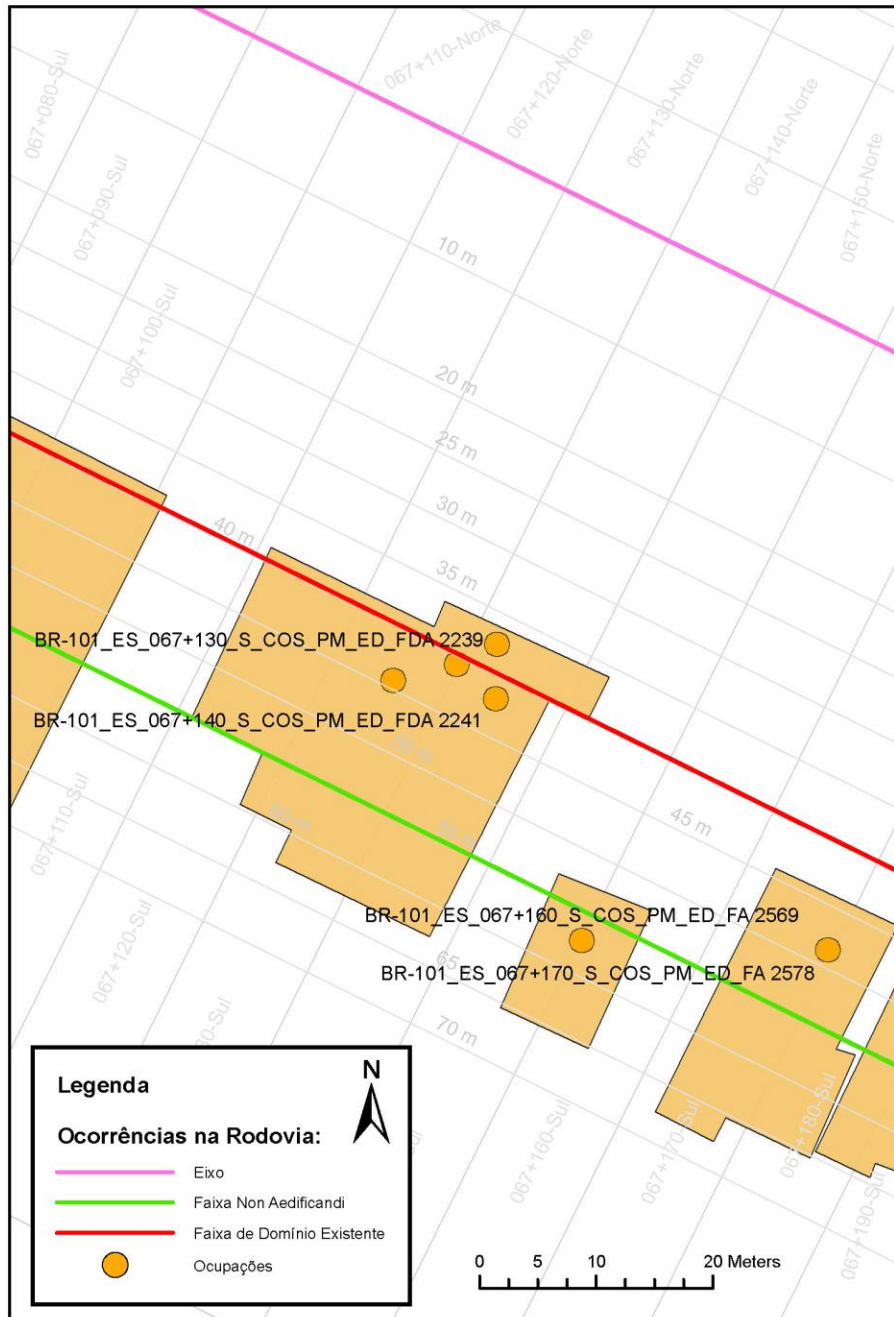 067+110-Norte
067+120-Norte
067+130-Norte
067+140-Norte
067+150-Norte
067+080-Sul
067+090-Sul
067+100-Sul
10 m
20 m
25 m
30 m
35 m
40 m
BR-101_ES_067+130_S_COS_PM_ED_FDA 2239
BR-101_ES_067+140_S_COS_PM_ED_FDA 2241
45 m
067+110-Sul
BR-101_ES_067+160_S_COS_PM_ED_FA 2569
067+120-Sul
65
BR-101_ES_067+170_S_COS_PM_ED_FA 2578
70 m
067+160-Sul
067+170-Sul
067+180-Sul
067+190-Sul
-Sul
Legenda
N
Ocorrências na Rodovia:
Eixo
Faixa Non Aedificandi
Faixa de Domínio Existente
Ocupações
0 5 10 20 Meters